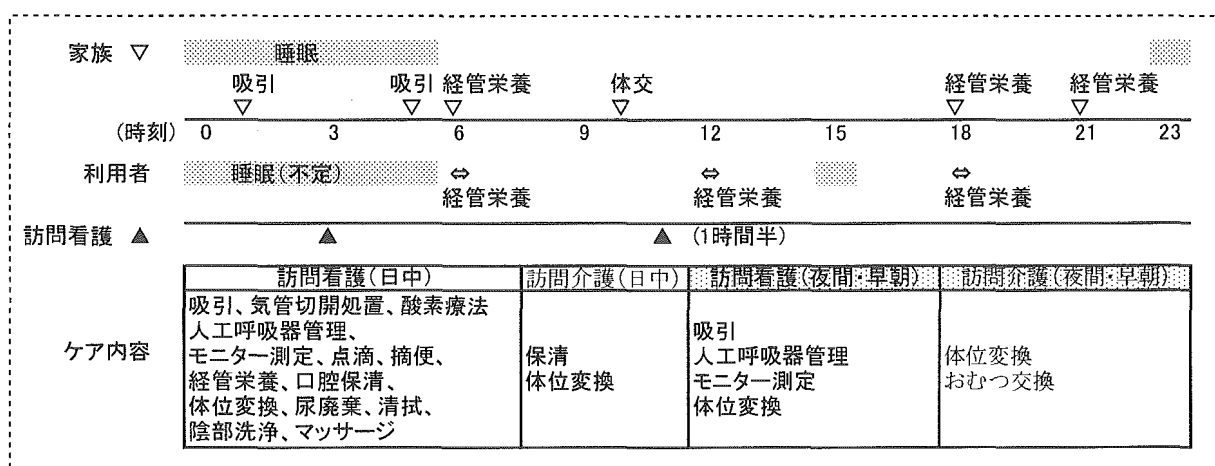 家族 ▽ 睡眠
吸引 吸引 経管栄養 体交 経管栄養 経管栄養
▽ ▽ ▽ ▽ ▽ ▽
(時刻) 0 3 6 9 12 15 18 21 23
利用者 睡眠(不定) ⇔ ⇔ ⇔
経管栄養 経管栄養 経管栄養
訪問看護 ▲ ▲ ▲ (1時間半)
訪問看護(日中) 訪問介護(日中) 訪問看護(夜間・早朝) 訪問介護(夜間・早朝)
ケア内容
吸引、気管切開処置、酸素療法
人工呼吸器管理、
モニター測定、点滴、摘便、
経管栄養、口腔保清、
体位変換、尿廃棄、清拭、
陰部洗浄、マッサージ
保清
体位変換
吸引
人工呼吸器管理
モニター測定
体位変換
体位変換
おむつ交換